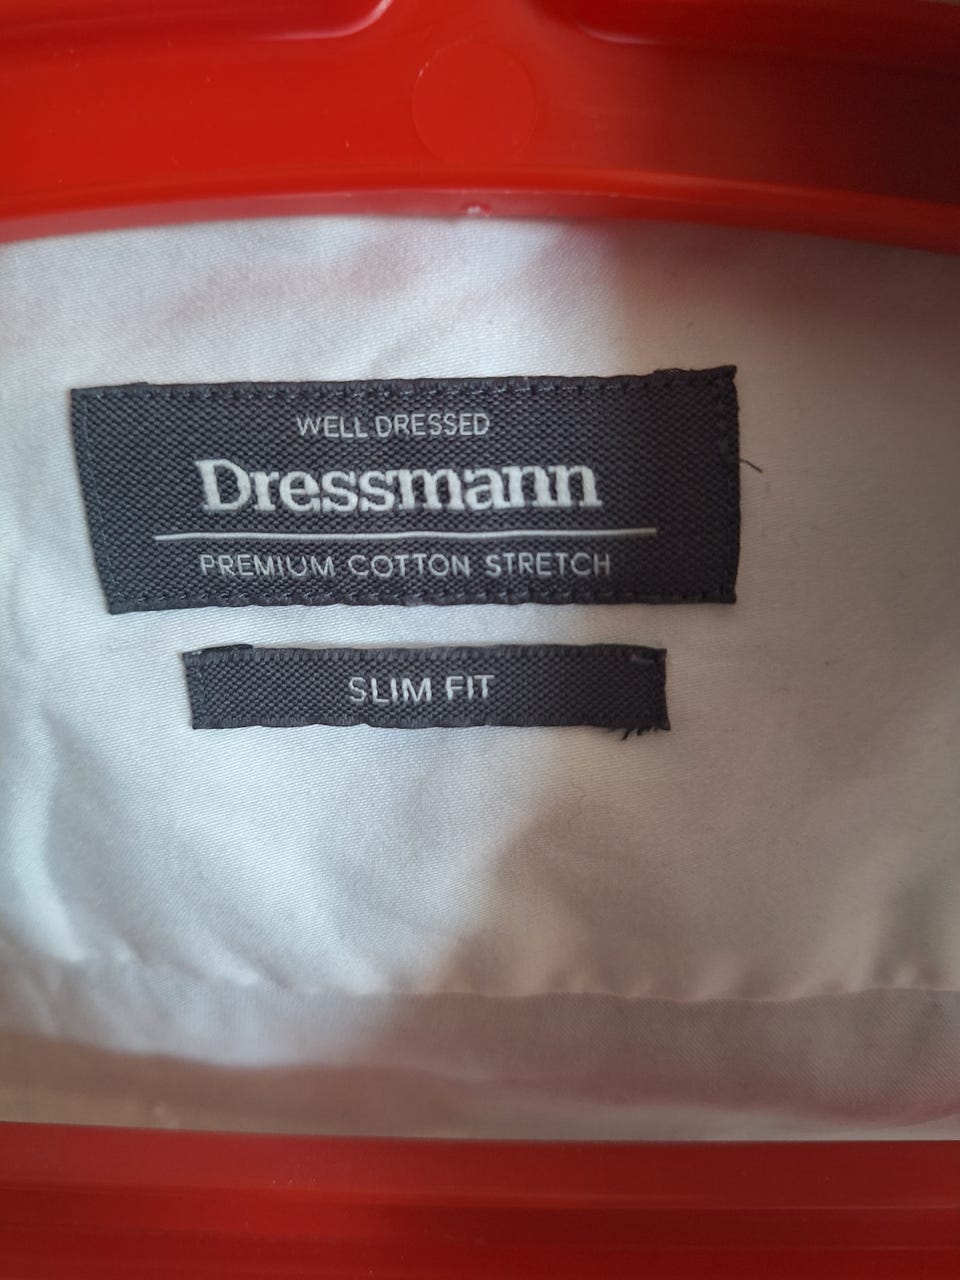 WELL DRESSED
Dressmann
PREMIUM COTTON STRETCH
SLIM FIT